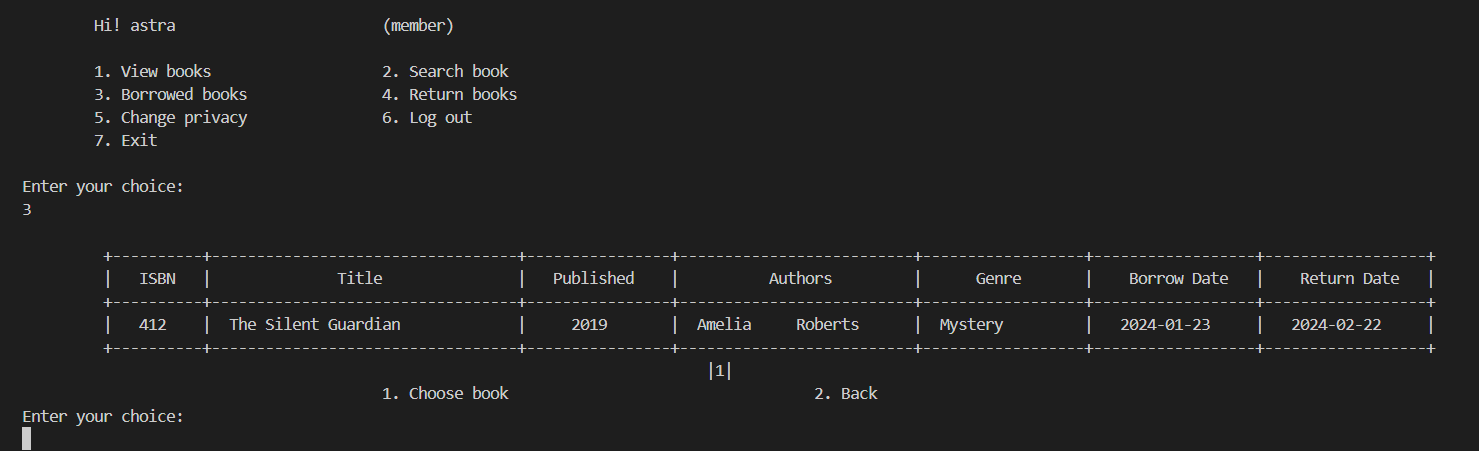 Hi! astra (member)
1. View books 2. Search book
3. Borrowed books 4. Return books
5. Change privacy 6. Log out
7. Exit
Enter your choice:
3
+----------+----------------------------------+----------------+--------------------------+------------------+------------------+------------------+
| ISBN | Title | Published | Authors | Genre | Borrow Date | Return Date |
+----------+----------------------------------+----------------+--------------------------+------------------+------------------+------------------+
| 412 | The Silent Guardian | 2019 | Amelia Roberts | Mystery | 2024-01-23 | 2024-02-22 |
+----------+----------------------------------+----------------+--------------------------+------------------+------------------+------------------+
|1|
1. Choose book 2. Back
Enter your choice: